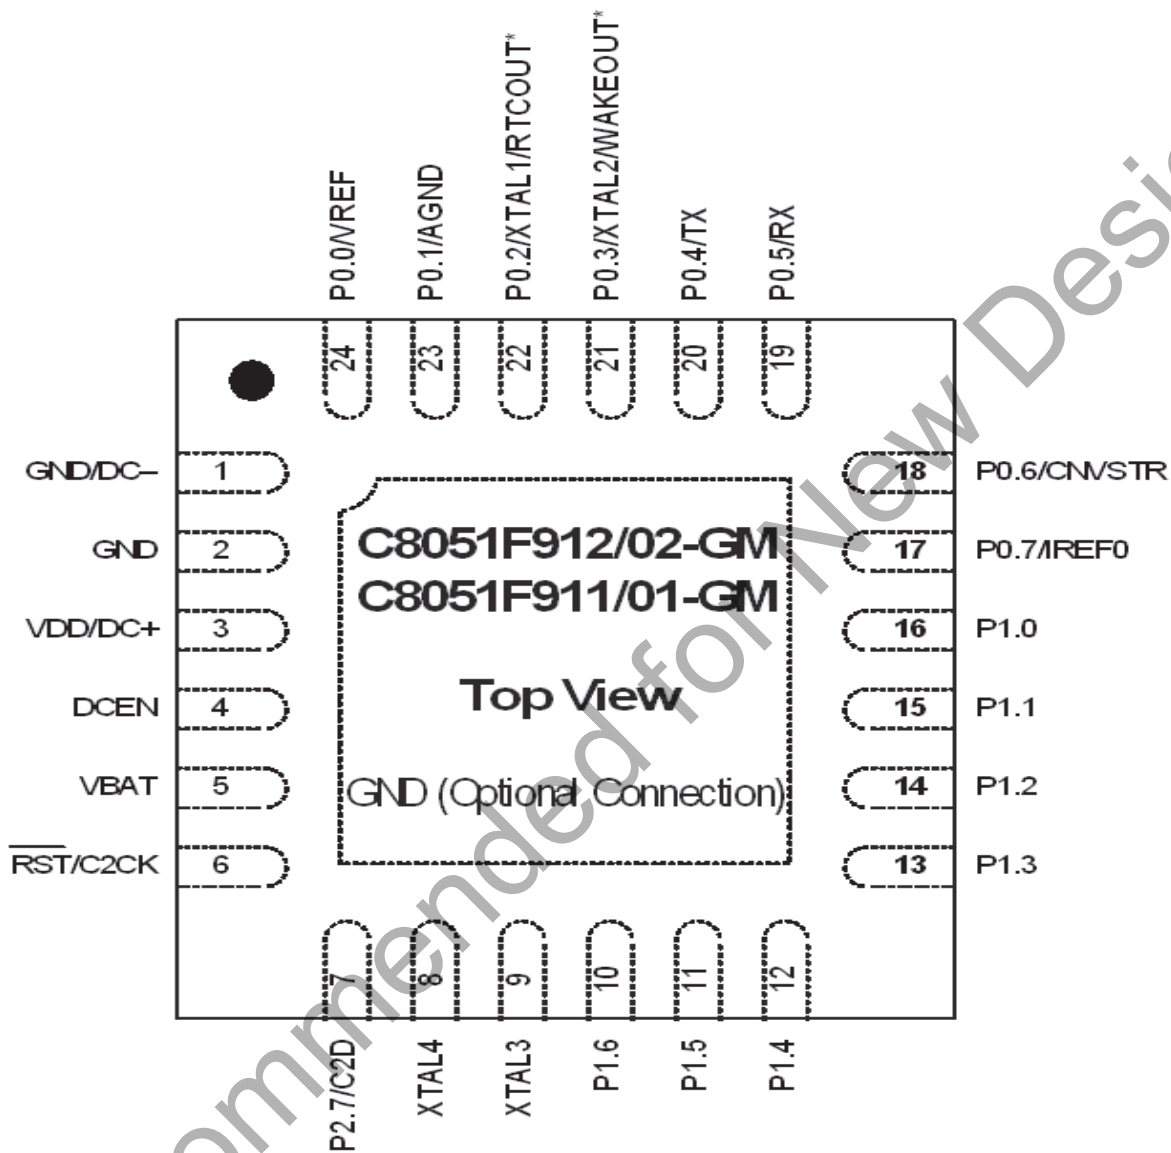 P0.0/VREF
P0.1/AGND
P0.2/XTAL1/RTCOUT*
P0.3/XTAL2/WAKEOUT*
P0.4/TX
P0.5/RX
24
23
22
21
20
19
GND/DC–
1
18
P0.6/CNVSTR
GND
2
17
P0.7/IREF0
VDD/DC+
3
16
P1.0
DCEN
4
15
P1.1
VBAT
5
14
P1.2
RST/C2CK
6
13
P1.3
C8051F912/02-GM
C8051F911/01-GM
Top View
GND (Optional Connection)
7
8
9
10
11
12
P2.7/C2D
XTAL4
XTAL3
P1.6
P1.5
P1.4
ommended for New Desi